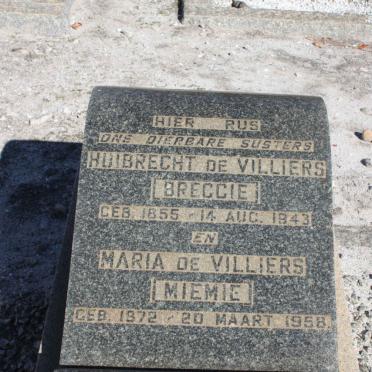 HIER RUS
ONS DIERBARE SUSTERS
HUIBRECHT DE VILLIERS
BRECCIE
GEB. 1855 - 14 AUG. 1943
EN
MARIA DE VILLIERS
MIEMIE
GEB. 1972 - 20 MAART 1958.